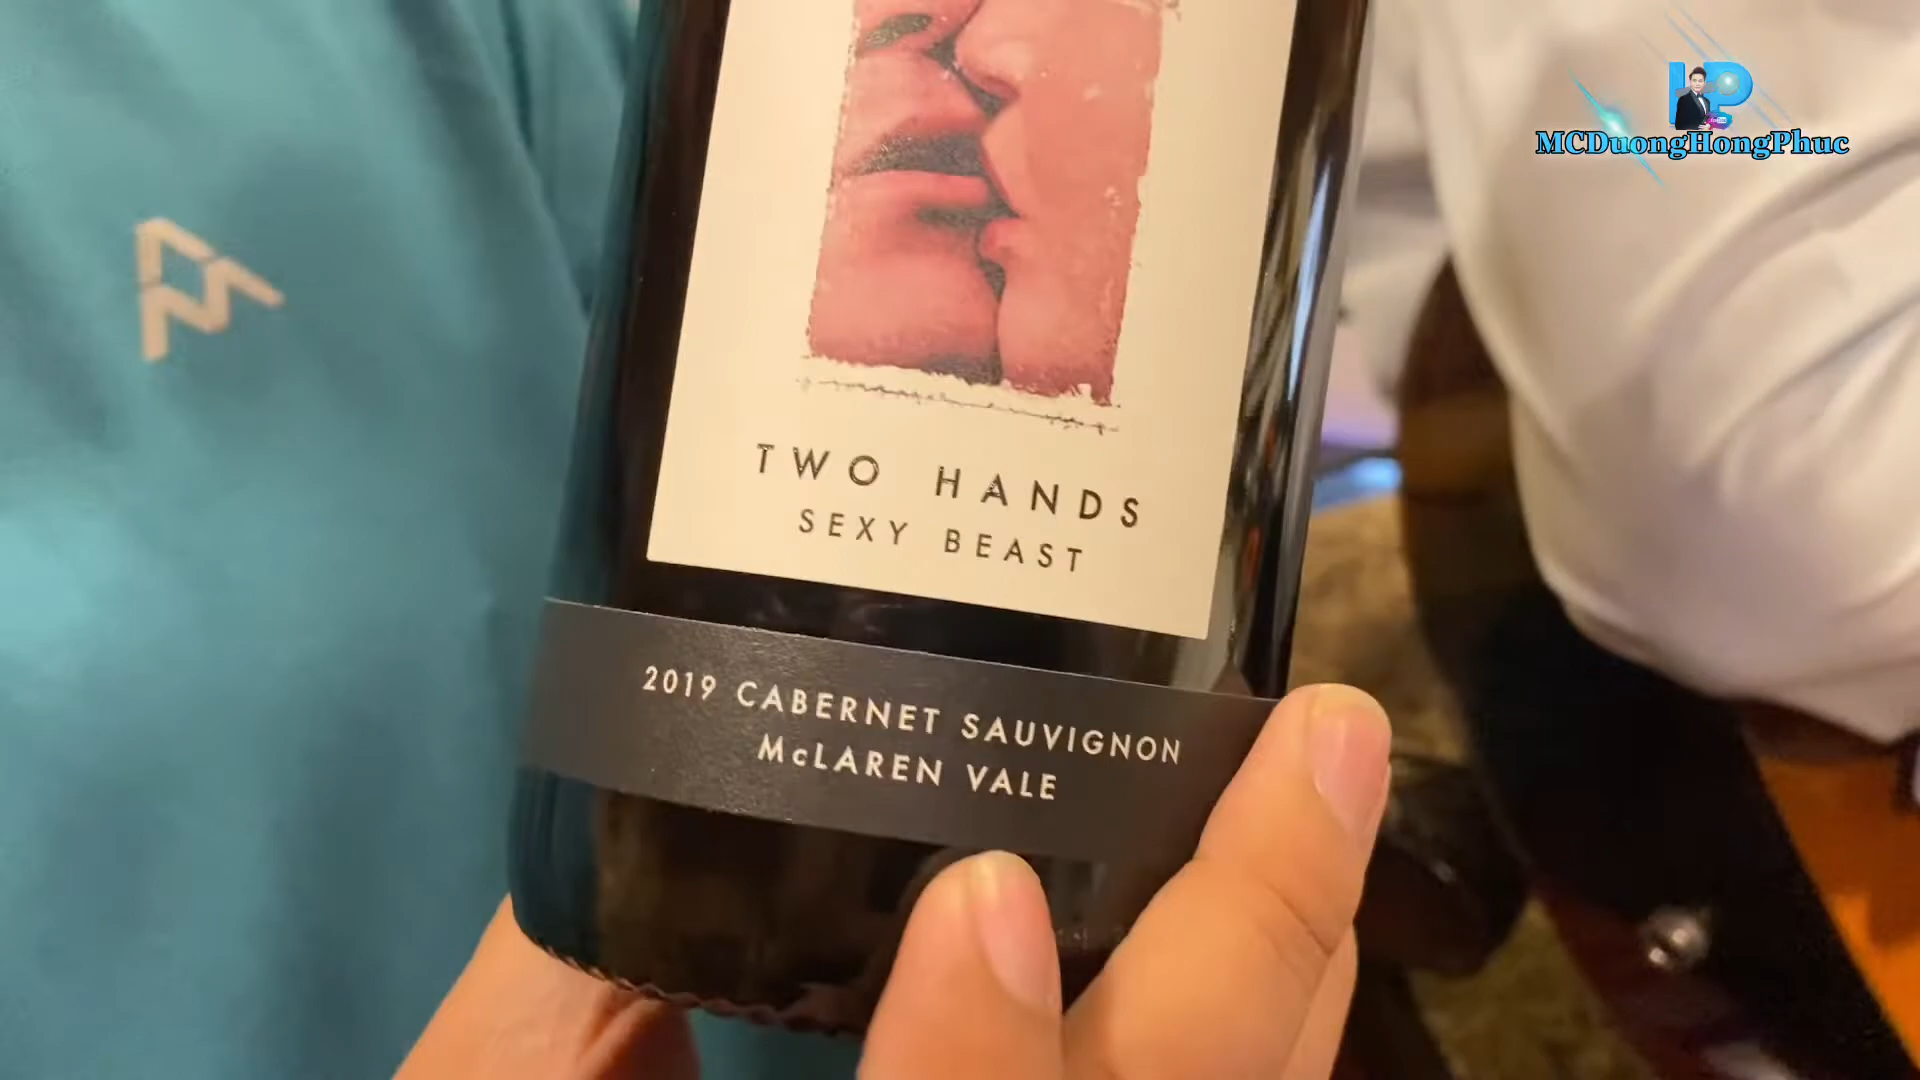 MCDuongHongPhuc
TWO HANDS
SEXY BEAST
2019 CABERNET SAUVIGNON
McLAREN VALE